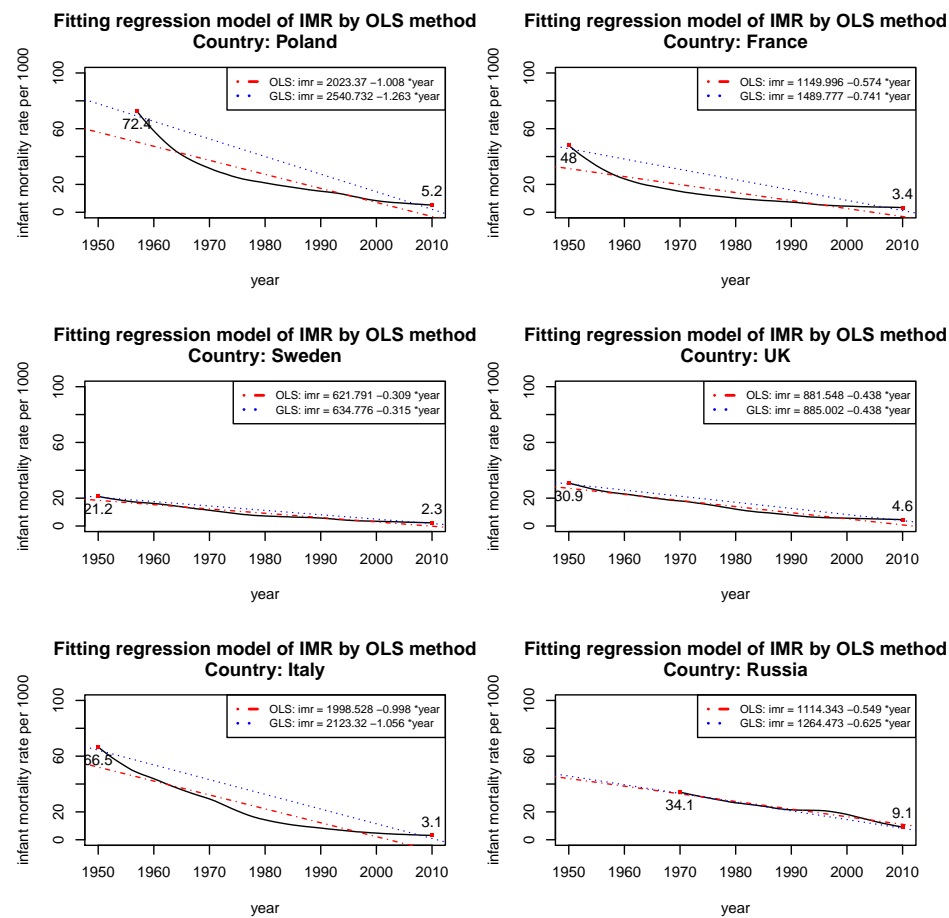 Fitting regression model of IMR by OLS method
Country: Poland
infant mortality rate per 1000
100
60
20
0
72.4
5.2
OLS: imr = 2023.37 −1.008 *year
GLS: imr = 2540.732 −1.263 *year
1950 1960 1970 1980 1990 2000 2010
year
Fitting regression model of IMR by OLS method
Country: France
infant mortality rate per 1000
100
60
20
0
48
3.4
OLS: imr = 1149.996 −0.574 *year
GLS: imr = 1489.777 −0.741 *year
1950 1960 1970 1980 1990 2000 2010
year
Fitting regression model of IMR by OLS method
Country: Sweden
infant mortality rate per 1000
100
60
20
0
21.2
2.3
OLS: imr = 621.791 −0.309 *year
GLS: imr = 634.776 −0.315 *year
1950 1960 1970 1980 1990 2000 2010
year
Fitting regression model of IMR by OLS method
Country: UK
infant mortality rate per 1000
100
60
20
0
30.9
4.6
OLS: imr = 881.548 −0.438 *year
GLS: imr = 885.002 −0.438 *year
1950 1960 1970 1980 1990 2000 2010
year
Fitting regression model of IMR by OLS method
Country: Italy
infant mortality rate per 1000
100
60
20
0
66.5
3.1
OLS: imr = 1998.528 −0.998 *year
GLS: imr = 2123.32 −1.056 *year
1950 1960 1970 1980 1990 2000 2010
year
Fitting regression model of IMR by OLS method
Country: Russia
infant mortality rate per 1000
100
60
20
0
34.1
9.1
OLS: imr = 1114.343 −0.549 *year
GLS: imr = 1264.473 −0.625 *year
1950 1960 1970 1980 1990 2000 2010
year